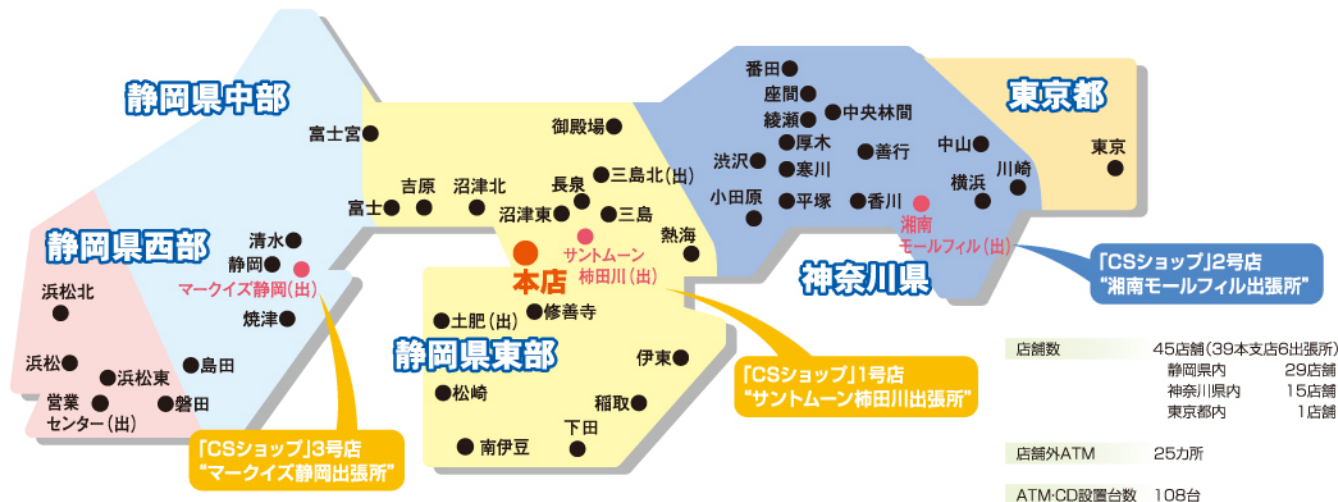 静岡県中部
富士宮
御殿場
三島北(出)
長泉
吉原
沼津北
富士
沼津東
三島
サントムーン
柿田川(出)
熱海
本店
修善寺
土肥(出)
静岡県東部
伊東
松崎
稲取
下田
南伊豆
静岡県西部
清水
静岡
マークイズ静岡(出)
焼津
島田
浜松北
浜松
浜松東
営業
センター(出)
磐田
「CSショップ」3号店
"マークイズ静岡出張所"
「CSショップ」1号店
"サントムーン柿田川出張所"
番田
座間
綾瀬
中央林間
厚木
善行
中山
渋沢
寒川
川崎
横浜
小田原
平塚
香川
湘南
モールフィル(出)
神奈川県
東京都
東京
「CSショップ」2号店
"湘南モールフィル出張所"
店舗数 45店舗(39本支店6出張所)
静岡県内 29店舗
神奈川県内 15店舗
東京都内 1店舗
店舗外ATM 25カ所
ATM・CD設置台数 108台